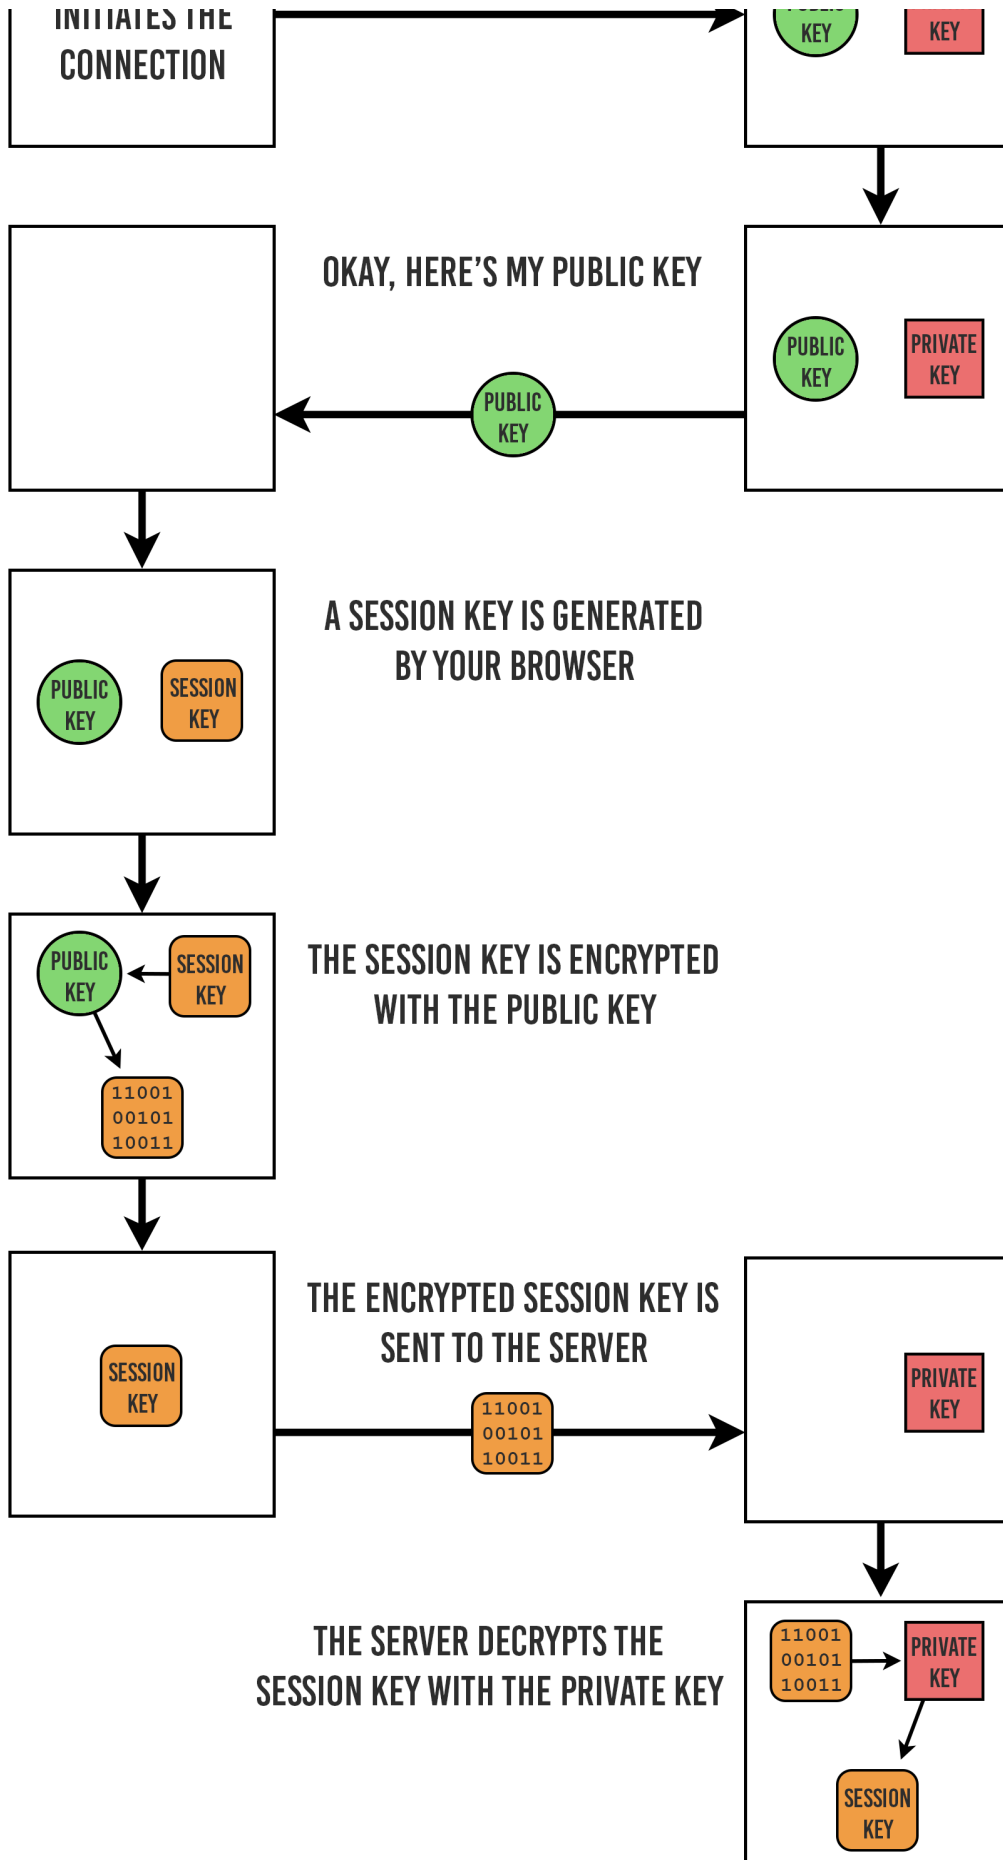 INITIATES THE
CONNECTION
PUBLIC
KEY
KEY
OKAY, HERE'S MY PUBLIC KEY
PUBLIC
KEY
PRIVATE
KEY
PUBLIC
KEY
A SESSION KEY IS GENERATED
BY YOUR BROWSER
PUBLIC
KEY
SESSION
KEY
THE SESSION KEY IS ENCRYPTED
WITH THE PUBLIC KEY
PUBLIC
KEY
SESSION
KEY
11001
00101
10011
THE ENCRYPTED SESSION KEY IS
SENT TO THE SERVER
SESSION
KEY
11001
00101
10011
PRIVATE
KEY
THE SERVER DECRYPTS THE
SESSION KEY WITH THE PRIVATE KEY
11001
00101
10011
PRIVATE
KEY
SESSION
KEY